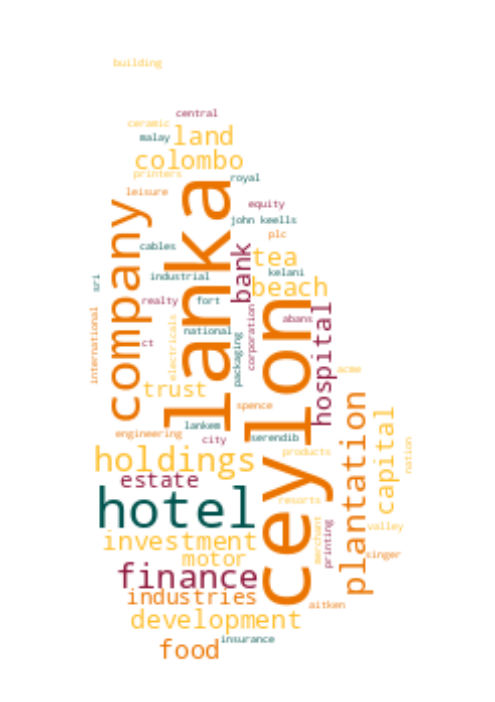 building
central
ceramic
malay
land
colombo
printers
royal
leisure
lanka
equity
company
john keells
plc
cables
bank
tea
kelani
sri
industrial
beach
realty
fort
hospital
corporation
abans
international
electricals
national
ct
packaging
ceylon
acme
trust
spence
plantation
capital
lankem
engineering
city
serendib
nation
holdings
products
estate
hotel
resorts
merchant
printing
valley
investment
motor
singer
finance
industries
aitken
development
insurance
food